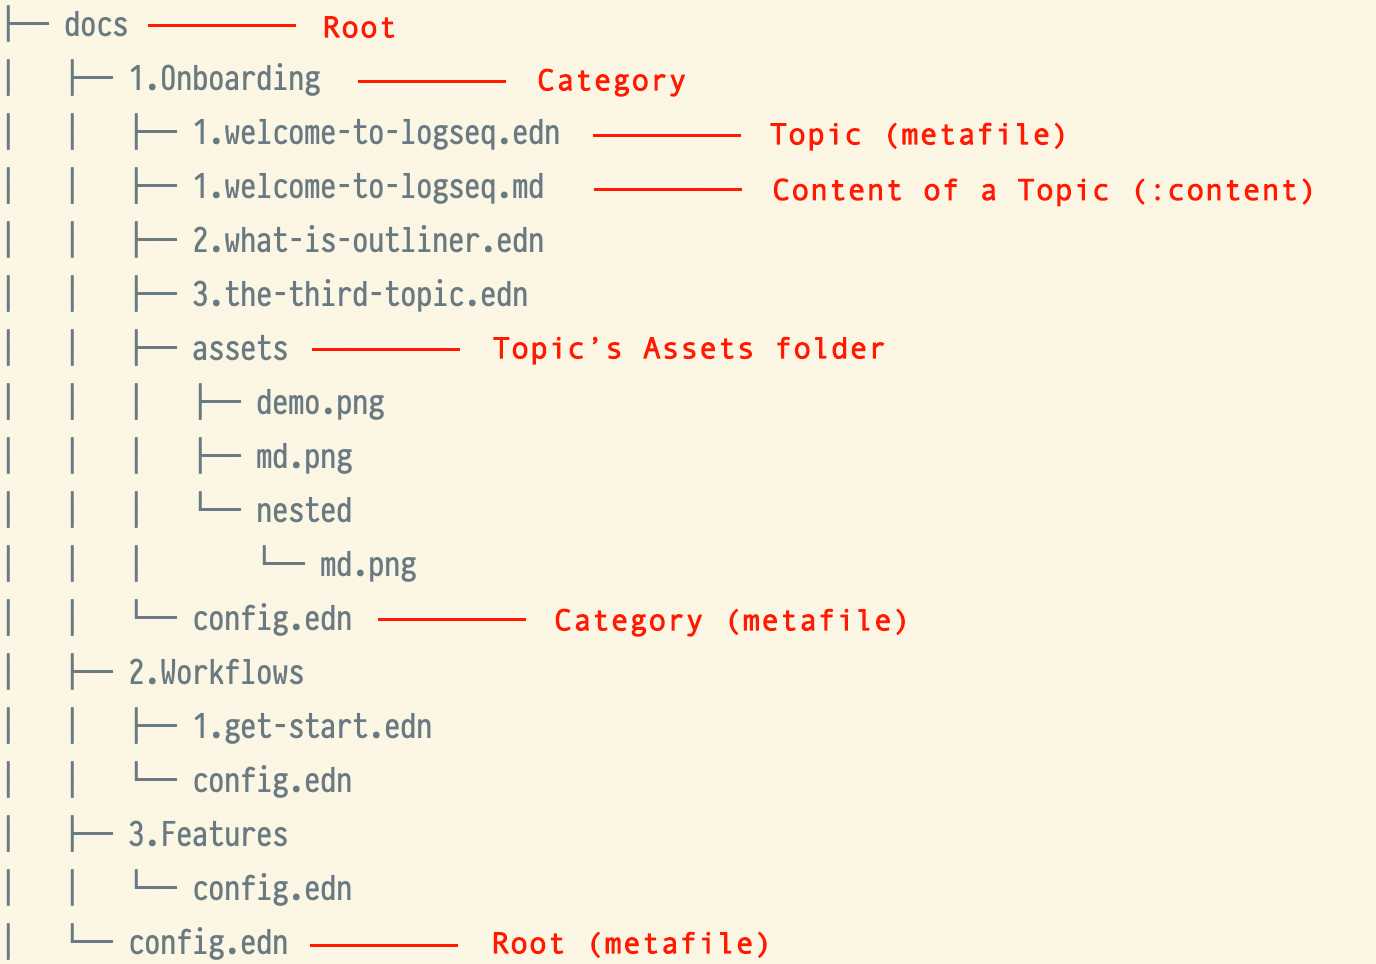 ├── docs Root
│   ├── 1.Onboarding Category
│   │   ├── 1.welcome-to-logseq.edn Topic (metafile)
│   │   ├── 1.welcome-to-logseq.md Content of a Topic (:content)
│   │   ├── 2.what-is-outliner.edn
│   │   ├── 3.the-third-topic.edn
│   │   ├── assets Topic’s Assets folder
│   │   │   ├── demo.png
│   │   │   ├── md.png
│   │   │   └── nested
│   │   │       └── md.png
│   │   └── config.edn Category (metafile)
│   ├── 2.Workflows
│   │   ├── 1.get-start.edn
│   │   └── config.edn
│   ├── 3.Features
│   │   └── config.edn
│   └── config.edn Root (metafile)